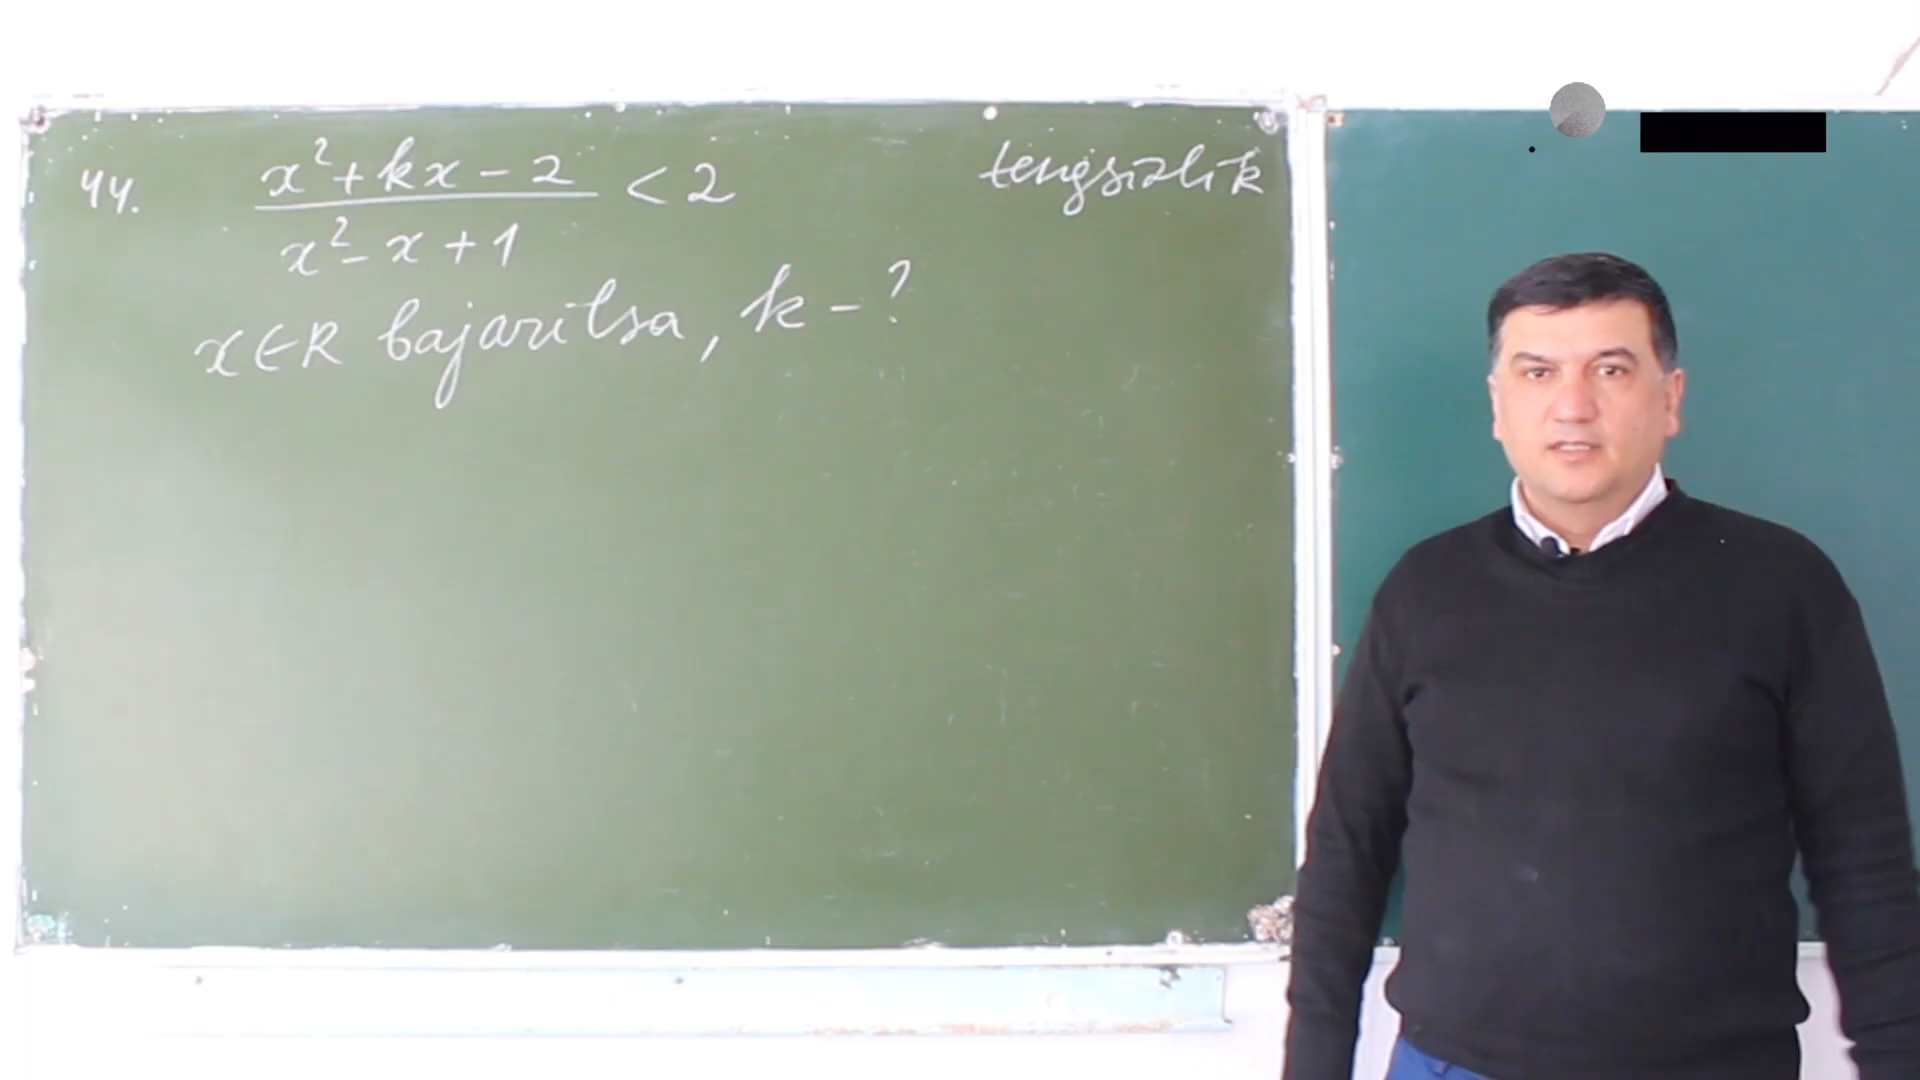 44. x²+kx-2 / x²-x+1 < 2 tengsizlik
x∈R bajarilsa, k-?